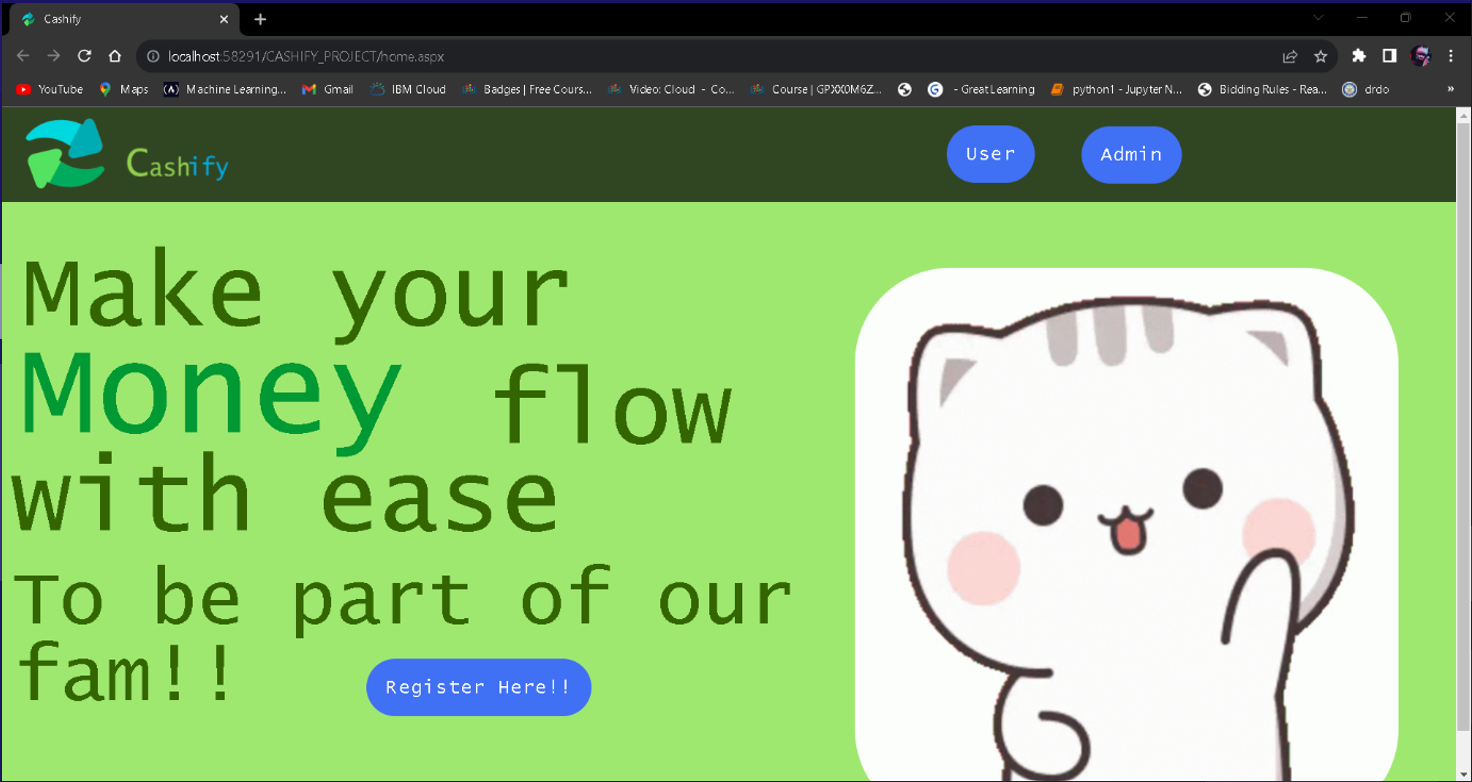 Cashify
localhost:58291/CASHIFY_PROJECT/home.aspx
YouTube Maps Machine Learning... Gmail IBM Cloud Badges | Free Cours... Video: Cloud - Co... Course | GPXX0M6Z... G - Great Learning python1 - Jupyter N... Bidding Rules - Rea... drdo »
Cashify User Admin
Make your
Money flow
with ease
To be part of our
fam!! Register Here!!